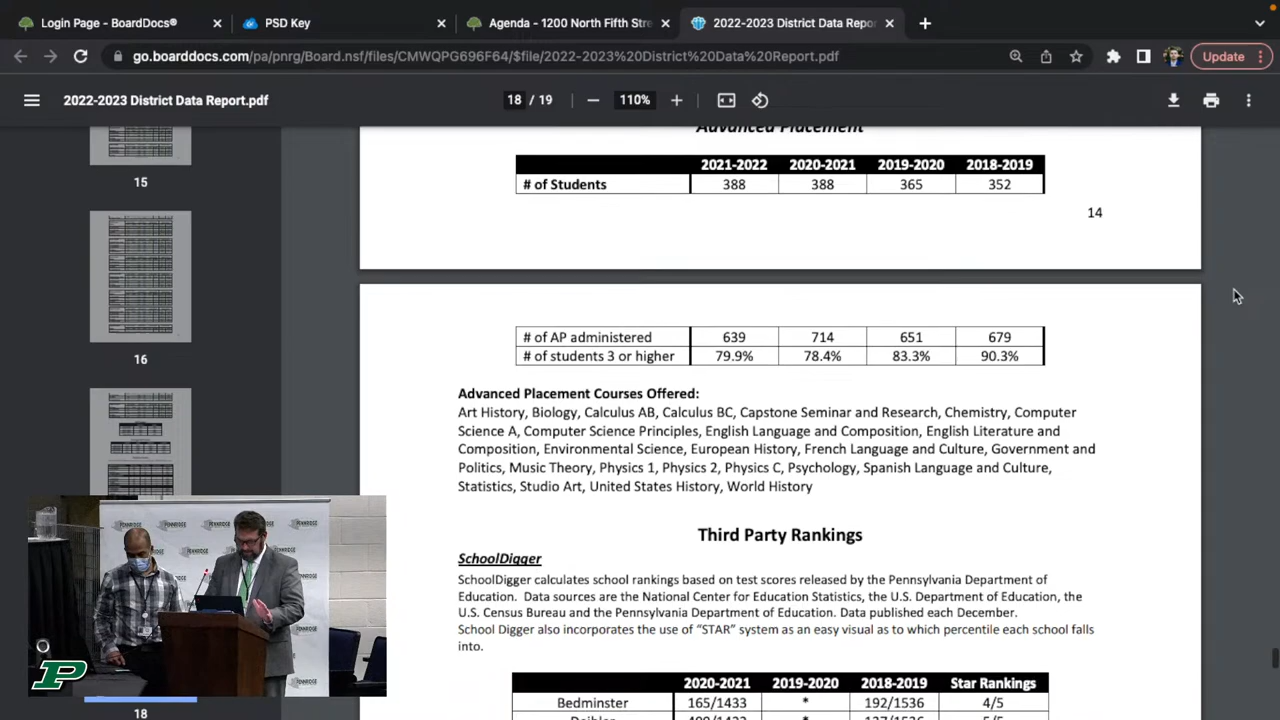 Login Page - BoardDocs®
PSD Key
Agenda - 1200 North Fifth Stre
2022-2023 District Data Repor
go.boarddocs.com/pa/pnrg/Board.nsf/files/CMWQPG696F64/$file/2022-2023%20District%20Data%20Report.pdf
Update
2022-2023 District Data Report.pdf
18 / 19
110%
15
16
18
Advanced Placement
2021-2022 2020-2021 2019-2020 2018-2019
# of Students 388 388 365 352
14
# of AP administered 639 714 651 679
# of students 3 or higher 79.9% 78.4% 83.3% 90.3%
Advanced Placement Courses Offered:
Art History, Biology, Calculus AB, Calculus BC, Capstone Seminar and Research, Chemistry, Computer
Science A, Computer Science Principles, English Language and Composition, English Literature and
Composition, Environmental Science, European History, French Language and Culture, Government and
Politics, Music Theory, Physics 1, Physics 2, Physics C, Psychology, Spanish Language and Culture,
Statistics, Studio Art, United States History, World History
Third Party Rankings
SchoolDigger
SchoolDigger calculates school rankings based on test scores released by the Pennsylvania Department of
Education. Data sources are the National Center for Education Statistics, the U.S. Department of Education, the
U.S. Census Bureau and the Pennsylvania Department of Education. Data published each December.
School Digger also incorporates the use of "STAR" system as an easy visual as to which percentile each school falls
into.
2020-2021 2019-2020 2018-2019 Star Rankings
Bedminster 165/1433 * 192/1536 4/5
PENNRIDGE
P